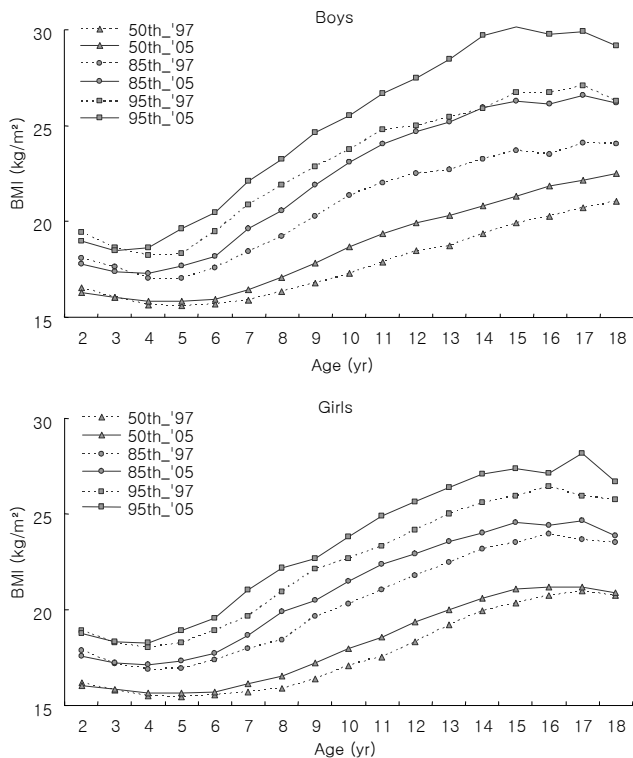 Boys
30
25
20
15
BMI (kg/m²)
50th_'97
50th_'05
85th_'97
85th_'05
95th_'97
95th_'05
2 3 4 5 6 7 8 9 10 11 12 13 14 15 16 17 18
Age (yr)
Girls
30
25
20
15
BMI (kg/m²)
50th_'97
50th_'05
85th_'97
85th_'05
95th_'97
95th_'05
2 3 4 5 6 7 8 9 10 11 12 13 14 15 16 17 18
Age (yr)